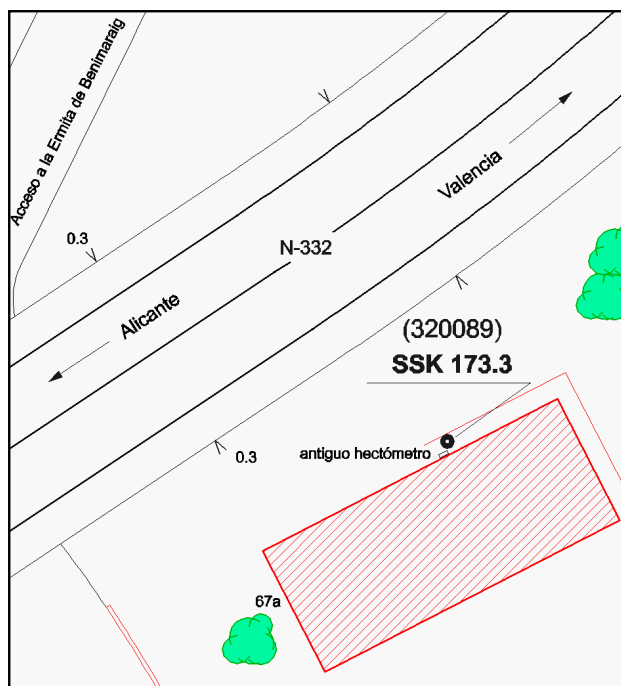 Acceso a la Ermita de Benimaraig
Valencia
0.3
N-332
Alicante
(320089)
SSK 173.3
antiguo hectómetro
0.3
67a